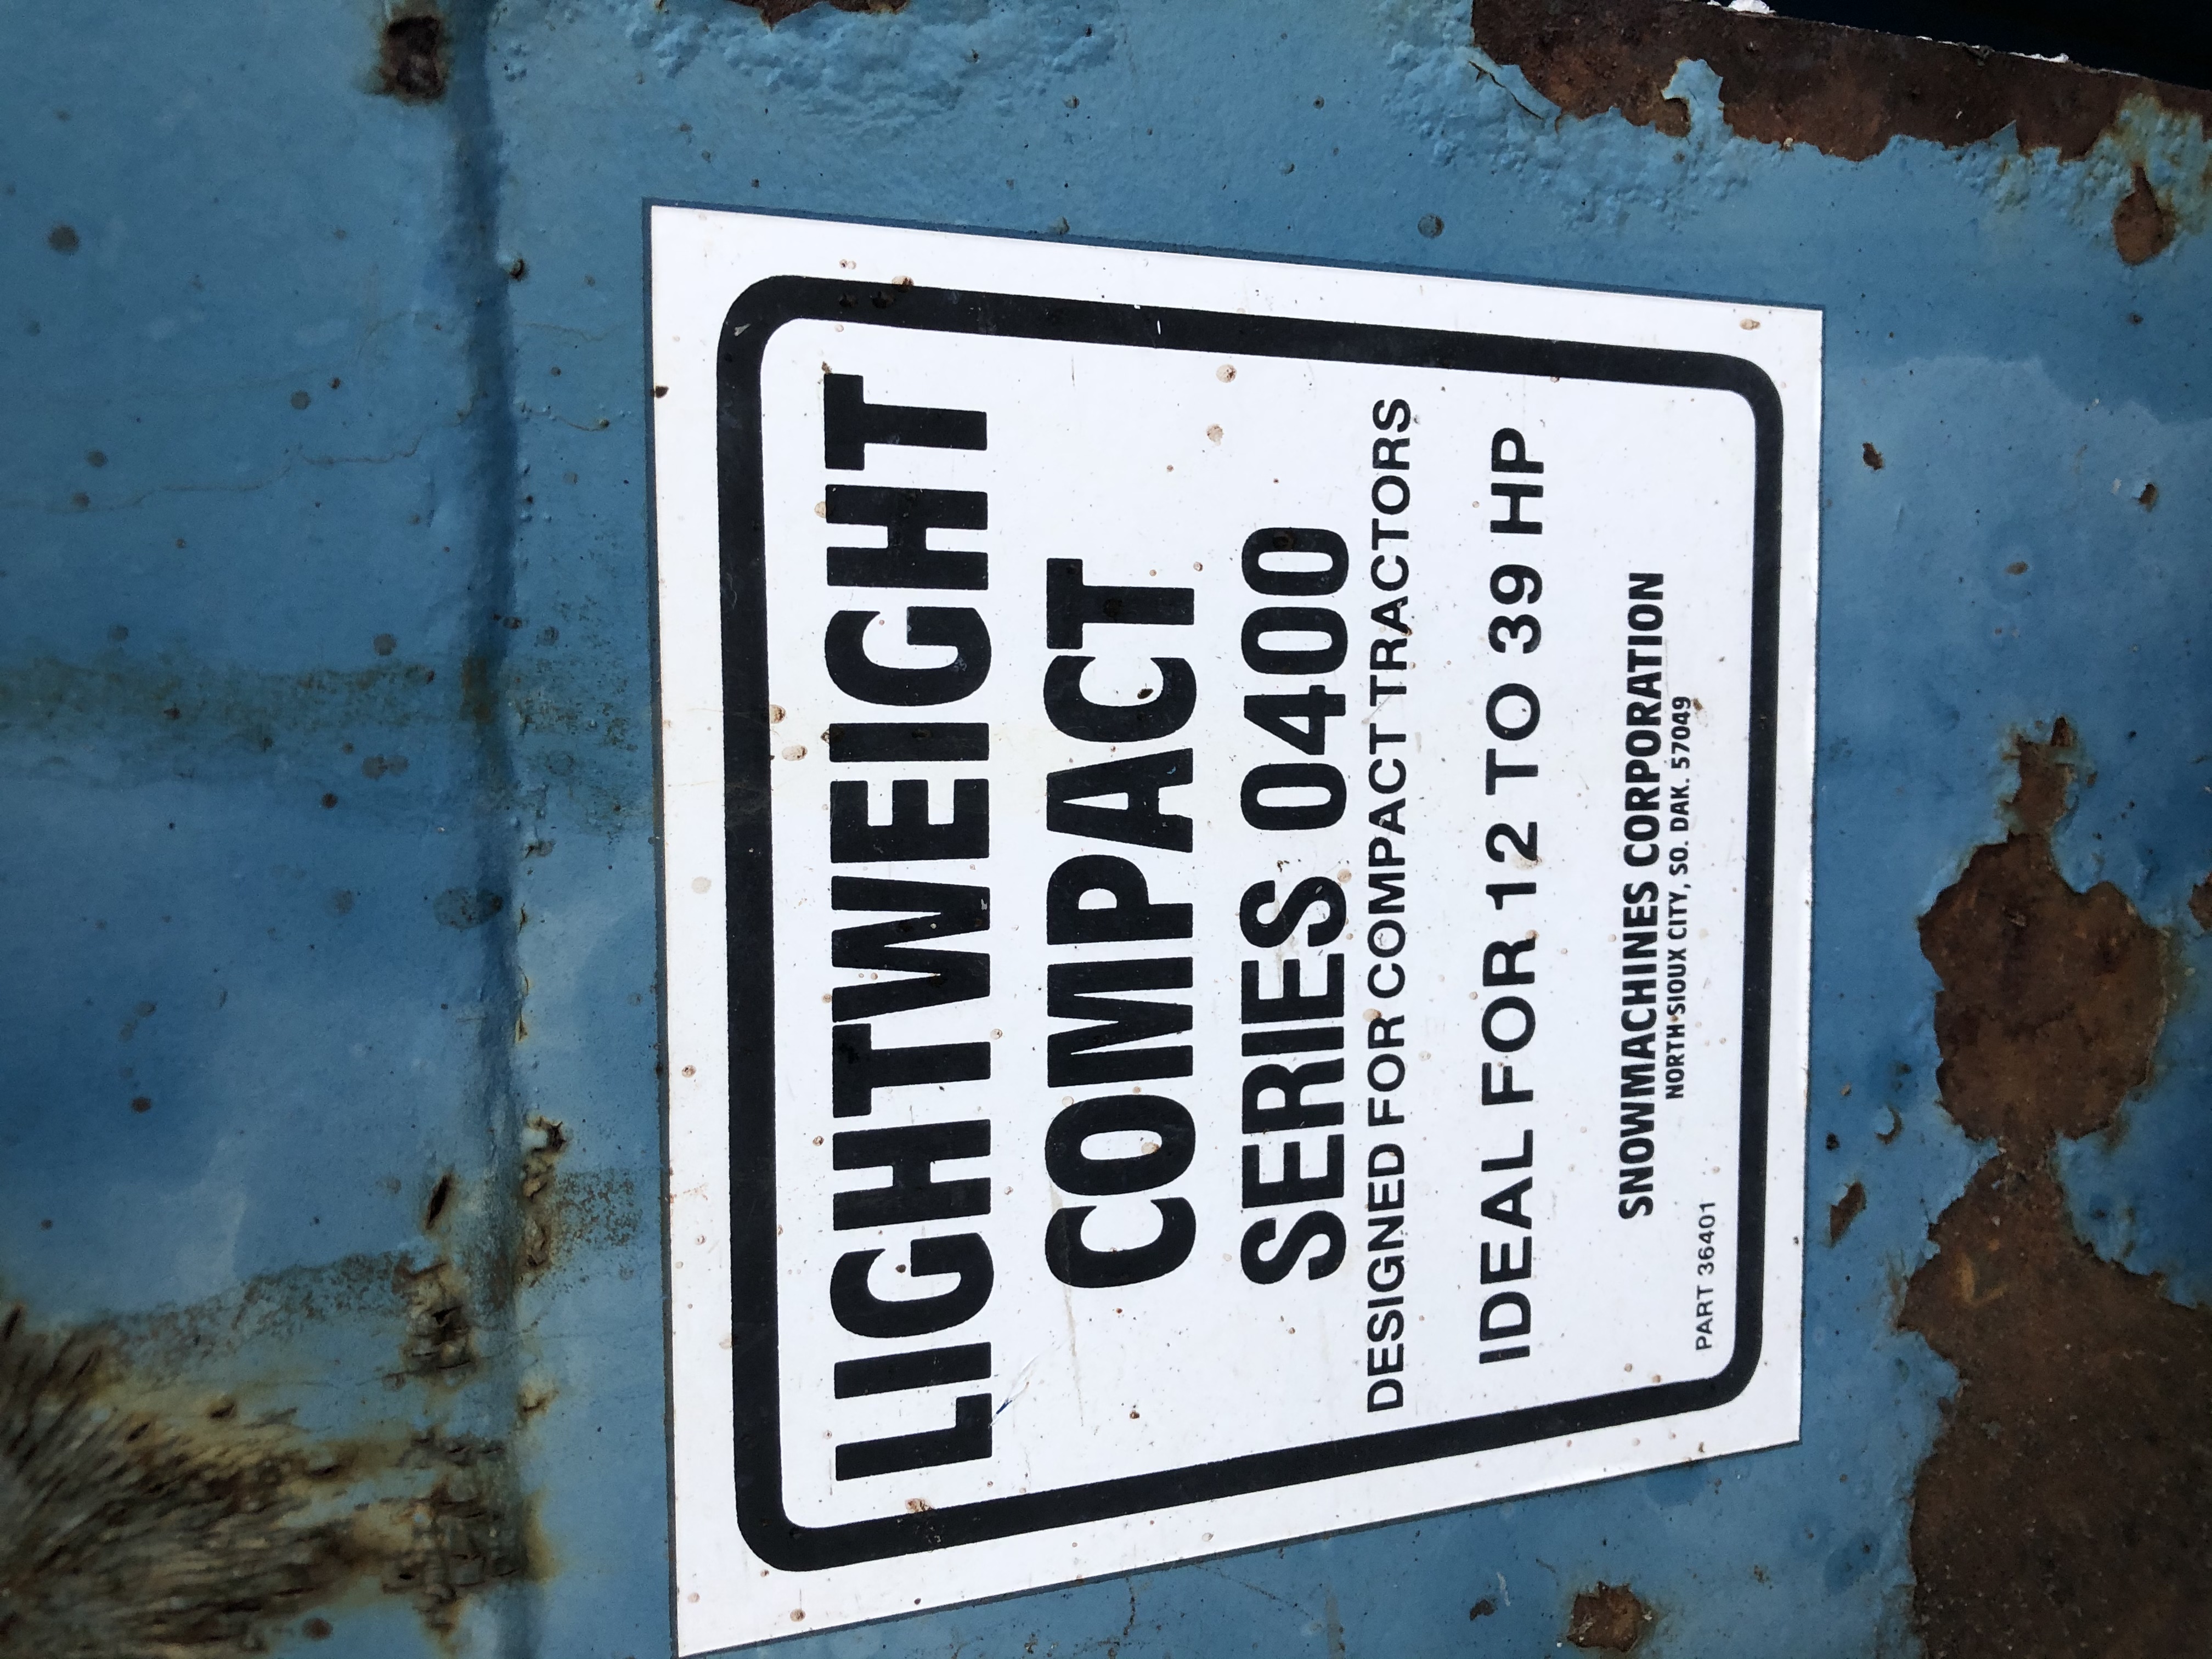 LIGHTWEIGHT
COMPACT
SERIES 0400
DESIGNED FOR COMPACT TRACTORS
IDEAL FOR 12 TO 39 HP
SNOWMACHINES CORPORATION
NORTH SIOUX CITY, SO. DAK. 57049
PART 36401